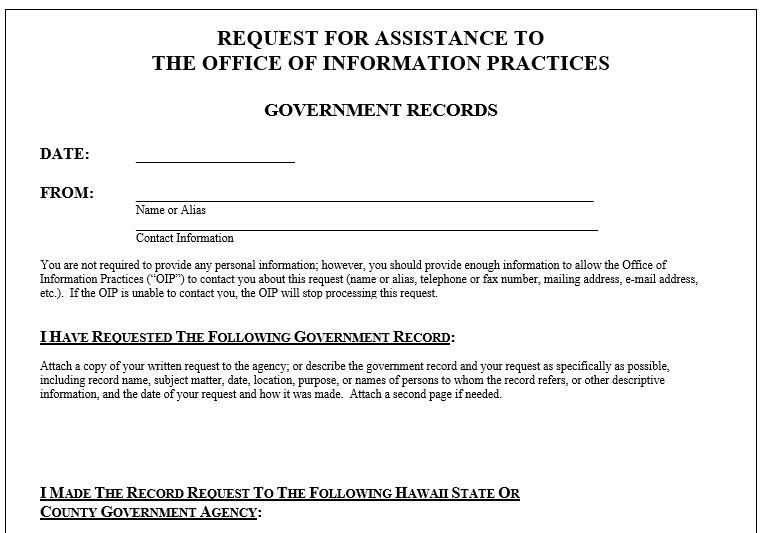 REQUEST FOR ASSISTANCE TO
THE OFFICE OF INFORMATION PRACTICES
GOVERNMENT RECORDS
DATE:
FROM:
Name or Alias
Contact Information
You are not required to provide any personal information; however, you should provide enough information to allow the Office of
Information Practices (“OIP”) to contact you about this request (name or alias, telephone or fax number, mailing address, e-mail address,
etc.).  If the OIP is unable to contact you, the OIP will stop processing this request.
I HAVE REQUESTED THE FOLLOWING GOVERNMENT RECORD:
Attach a copy of your written request to the agency; or describe the government record and your request as specifically as possible,
including record name, subject matter, date, location, purpose, or names of persons to whom the record refers, or other descriptive
information, and the date of your request and how it was made.  Attach a second page if needed.
I MADE THE RECORD REQUEST TO THE FOLLOWING HAWAII STATE OR
COUNTY GOVERNMENT AGENCY: